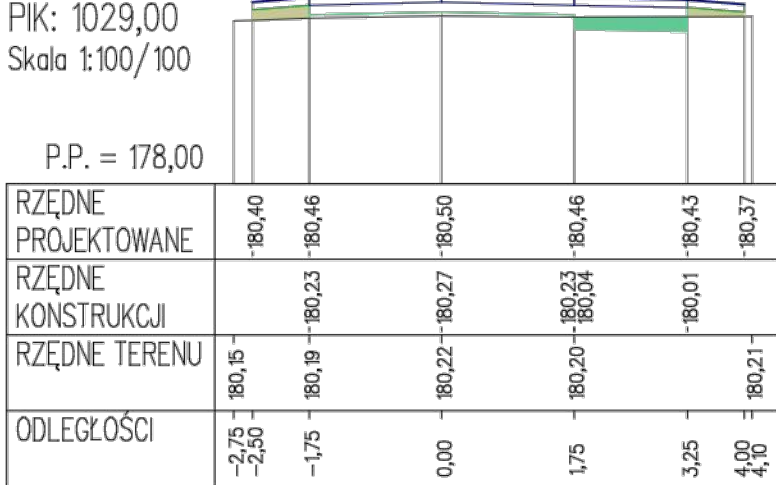 PIK: 1029,00
Skala 1:100/100
P.P. = 178,00
RZĘDNE
PROJEKTOWANE
-180,40
-180,46
-180,50
-180,46
-180,43
-180,37
RZĘDNE
KONSTRUKCJI
-180,23
-180,27
-180,23
-180,04
-180,01
RZĘDNE TERENU
180,15
180,19
180,22
180,20
180,21
ODLEGŁOŚCI
-2,75
-2,50
-1,75
0,00
1,75
3,25
4,00
4,10